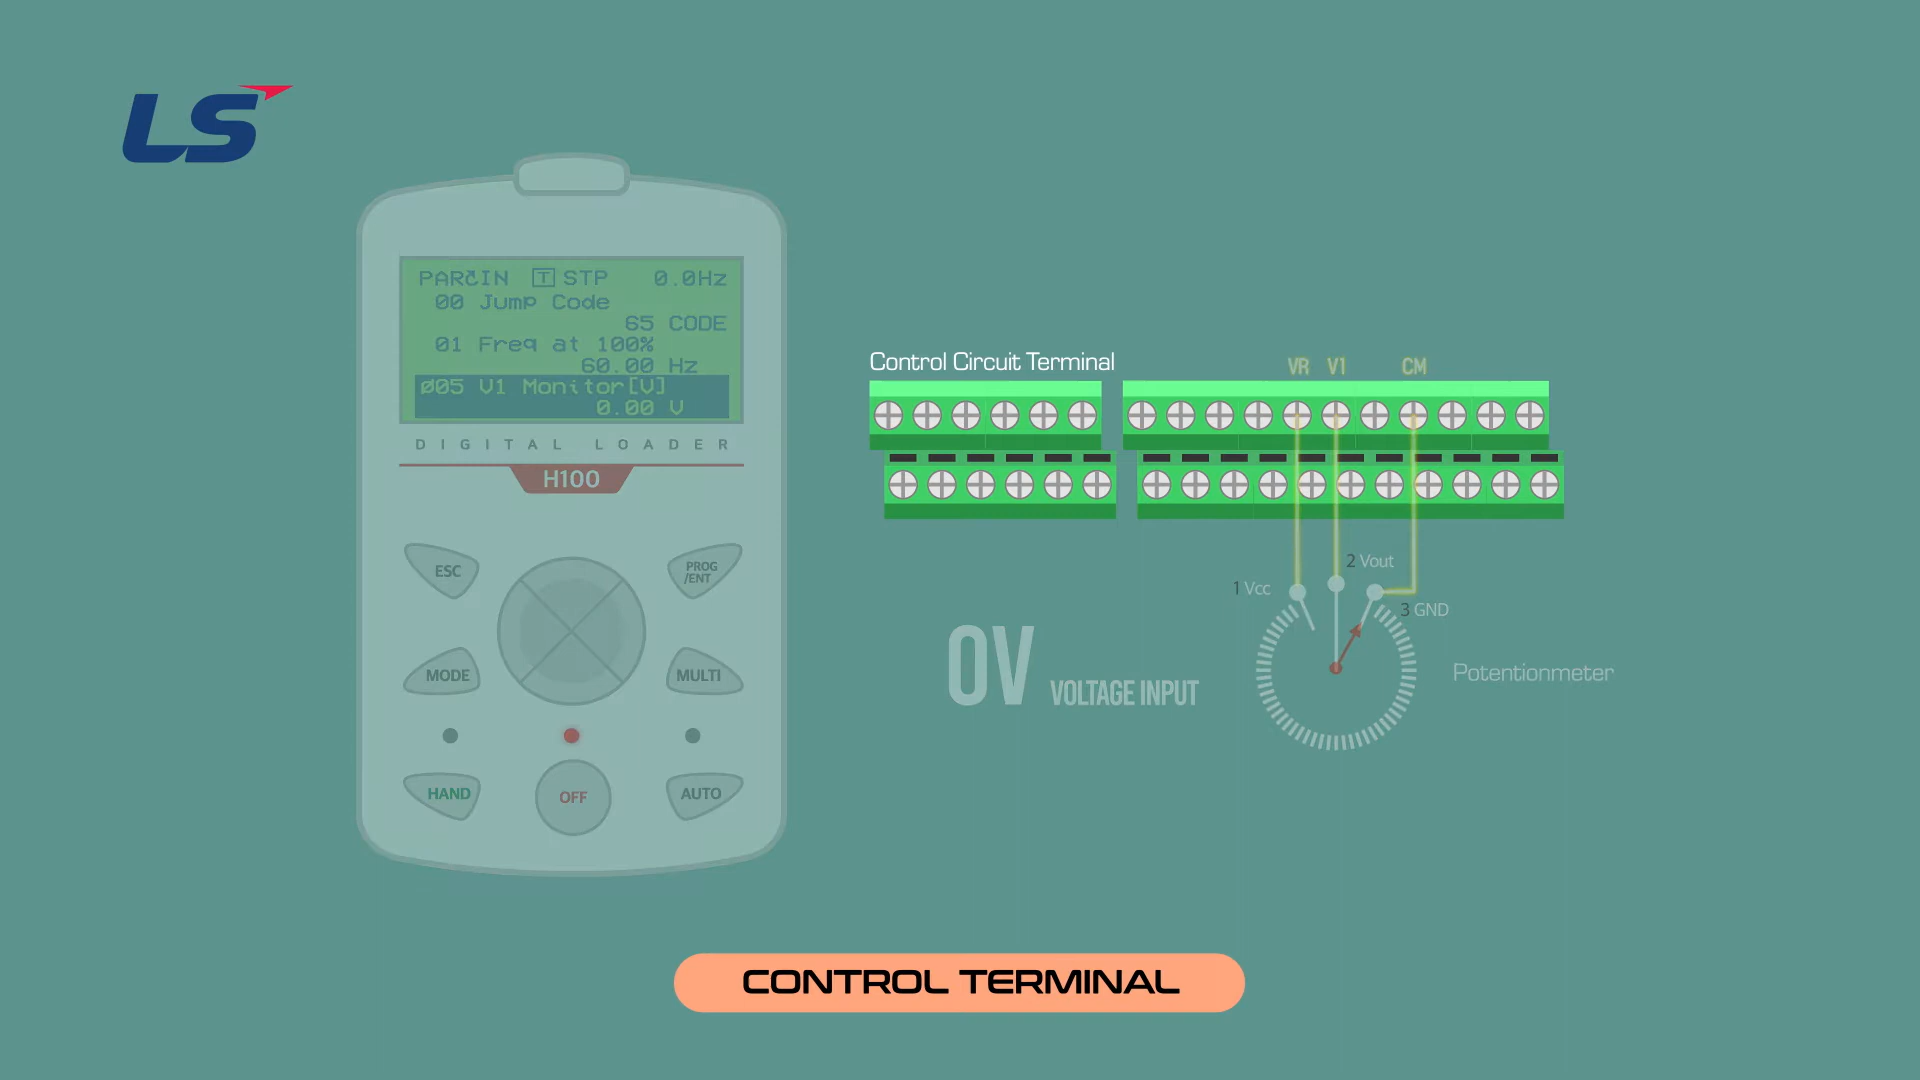 LS
PAR IN T STP 0.0Hz
00 Jump Code
65 CODE
01 Freq at 100%
60.00 Hz
005 V1 Monitor[V]
0.00 V
DIGITAL LOADER
H100
ESC
PROG
/ENT
MODE
MULTI
HAND
OFF
AUTO
Control Circuit Terminal
VR V1 CM
2 Vout
1 Vcc
3 GND
0V VOLTAGE INPUT
Potentionmeter
CONTROL TERMINAL